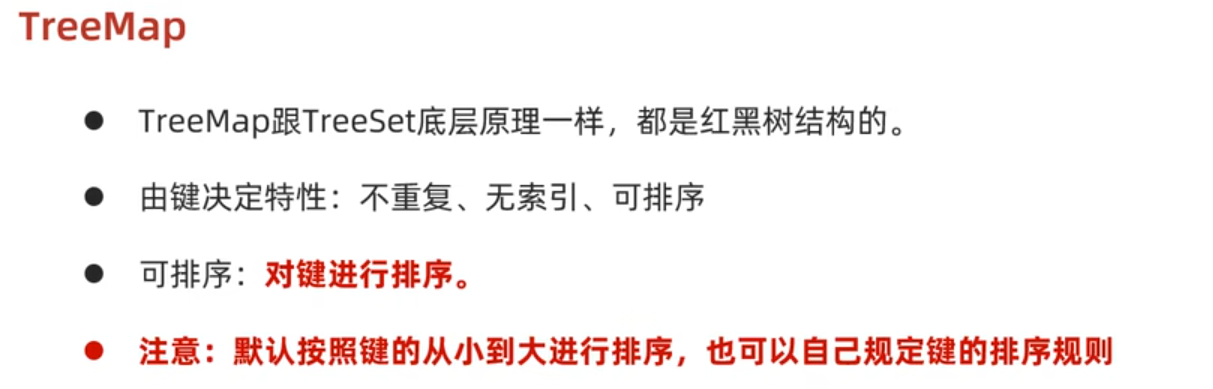 TreeMap
● TreeMap跟TreeSet底层原理一样，都是红黑树结构的。
● 由键决定特性：不重复、无索引、可排序
● 可排序：对键进行排序。
● 注意：默认按照键的从小到大进行排序，也可以自己规定键的排序规则